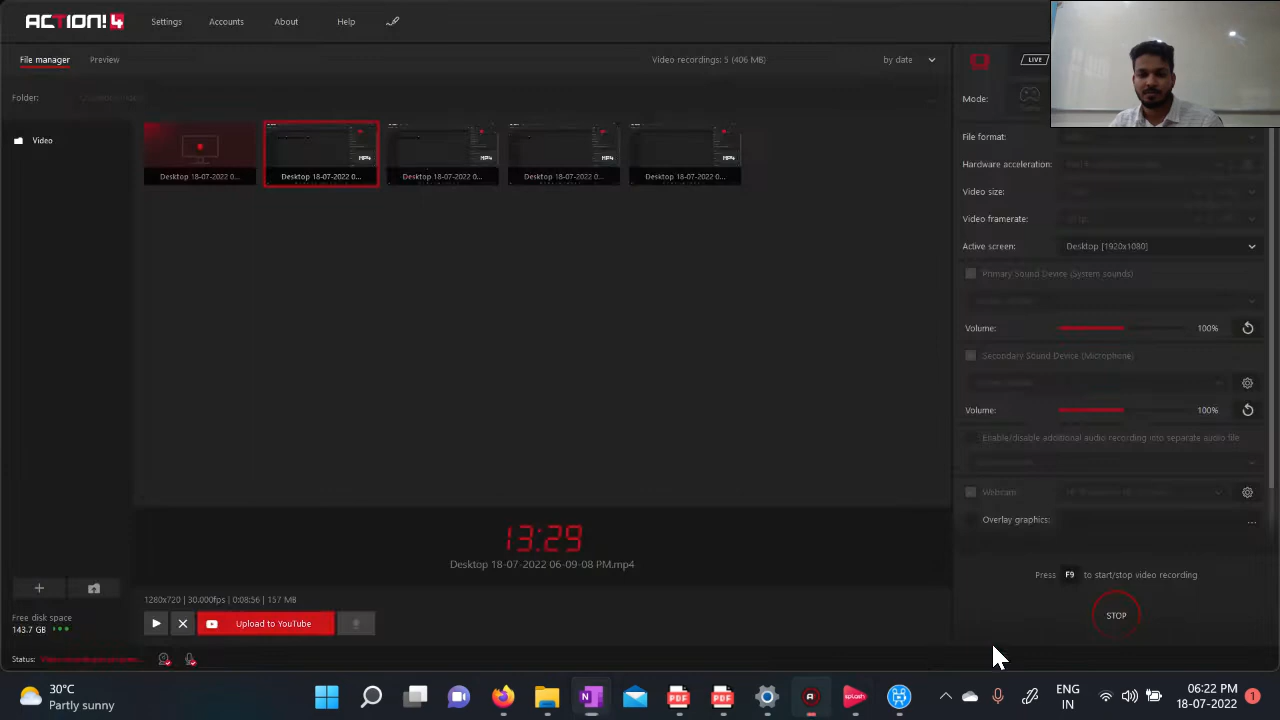 ACTION! 4
Settings
Accounts
About
Help
File manager
Preview
Video recordings: 5 (406 MB)
by date
LIVE
Folder:
Mode:
Video
MP4
MP4
MP4
MP4
Desktop 18-07-2022 0...
Desktop 18-07-2022 0...
Desktop 18-07-2022 0...
Desktop 18-07-2022 0...
Desktop 18-07-2022 0...
File format:
Hardware acceleration:
Video size:
Video framerate:
Active screen:
Desktop [1920x1080]
Primary Sound Device (System sounds)
Volume:
100%
Secondary Sound Device (Microphone)
Volume:
100%
Enable/disable additional audio recording into separate audio file
Webcam:
Overlay graphics:
...
13:29
Desktop 18-07-2022 06-09-08 PM.mp4
Press F9 to start/stop video recording
STOP
1280x720 | 30.000fps | 0:08:56 | 157 MB
Upload to YouTube
Free disk space
143.7 GB
Status:
30°C
Partly sunny
splash
ENG
IN
06:22 PM
18-07-2022
1